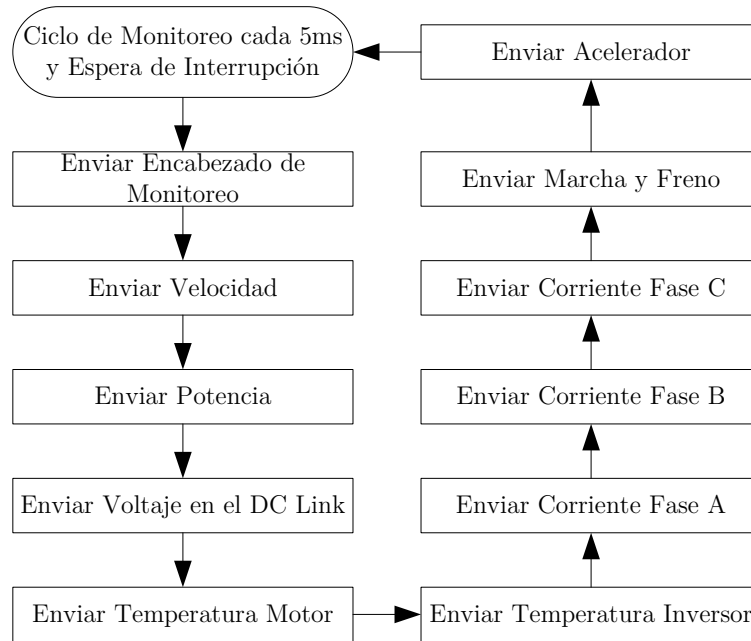 Ciclo de Monitoreo cada 5ms
y Espera de Interrupción
Enviar Encabezado de
Monitoreo
Enviar Velocidad
Enviar Potencia
Enviar Voltaje en el DC Link
Enviar Temperatura Motor
Enviar Temperatura Inversor
Enviar Corriente Fase A
Enviar Corriente Fase B
Enviar Corriente Fase C
Enviar Marcha y Freno
Enviar Acelerador